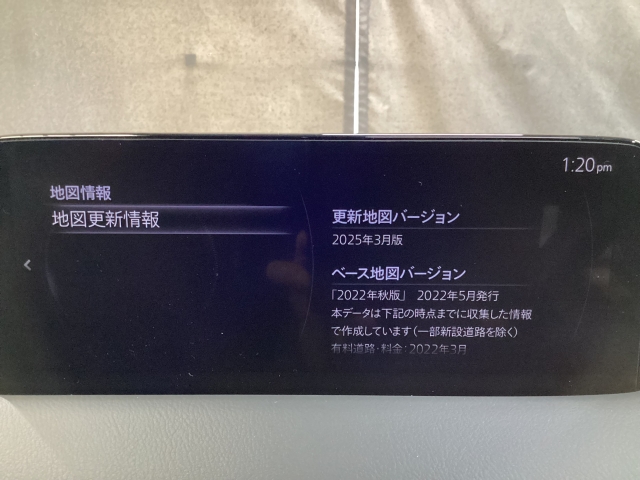 1:20pm
地図情報
地図更新情報
更新地図バージョン
2025年3月版
ベース地図バージョン
「2022年秋版」 2022年5月発行
本データは下記の時点までに収集した情報
で作成しています(一部新設道路を除く)
有料道路・料金:2022年3月